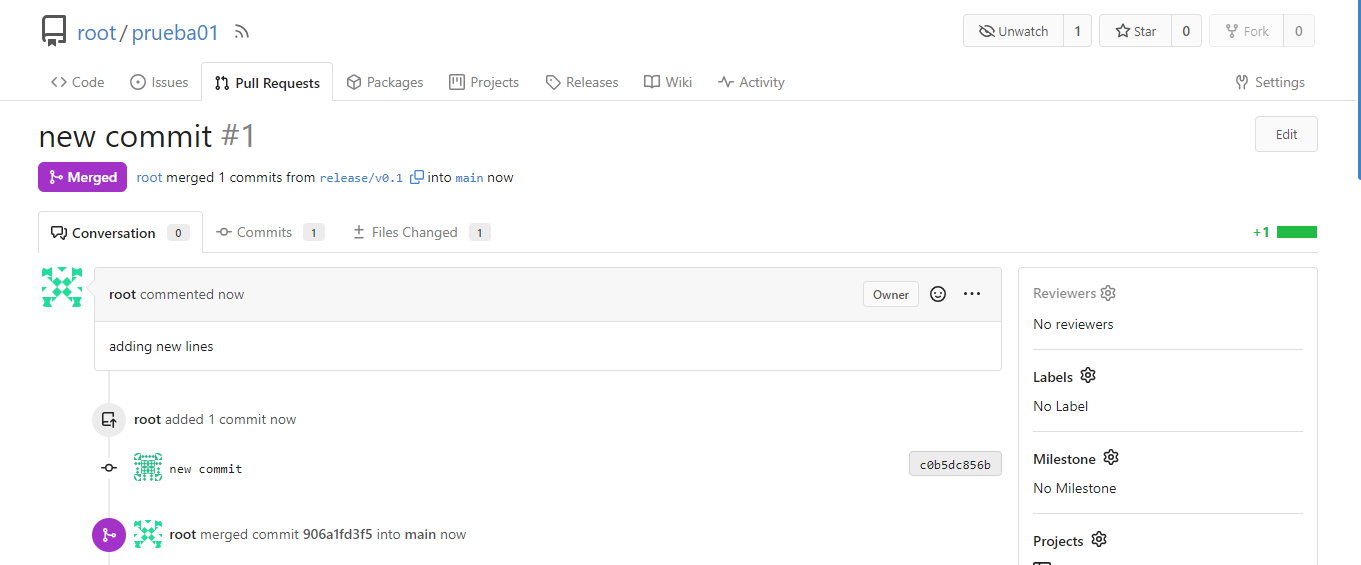 root / prueba01
Unwatch 1 Star 0 Fork 0
Code Issues Pull Requests Packages Projects Releases Wiki Activity Settings
new commit #1
Edit
Merged root merged 1 commits from release/v0.1 into main now
Conversation 0 Commits 1 Files Changed 1 +1
root commented now Owner
adding new lines
root added 1 commit now
new commit c0b5dc856b
root merged commit 906a1fd3f5 into main now
Reviewers
No reviewers
Labels
No Label
Milestone
No Milestone
Projects